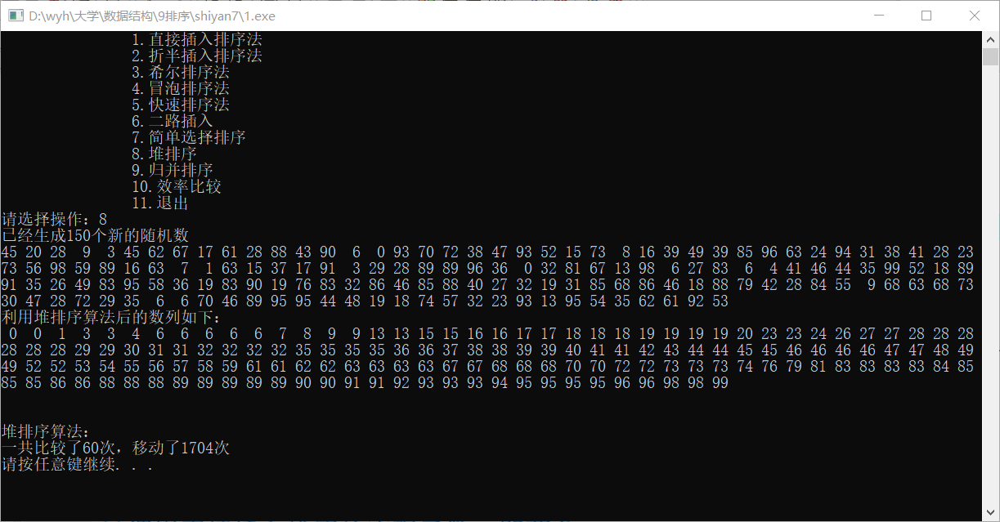 D:\wyh\大学\数据结构\9排序\shiyan7\1.exe
1.直接插入排序法
2.折半插入排序法
3.希尔排序法
4.冒泡排序法
5.快速排序法
6.二路插入
7.简单选择排序
8.堆排序
9.归并排序
10.效率比较
11.退出
请选择操作：8
已经生成150个新的随机数
45 20 28  9  3 45 62 67 17 61 28 88 43 90  6  0 93 70 72 38 47 93 52 15 73  8 16 39 49 39 85 96 63 24 94 31 38 41 28 23
73 56 98 59 89 16 63  7  1 63 15 37 17 91  3 29 28 89 89 96 36  0 32 81 67 13 98  6 27 83  6  4 41 46 44 35 99 52 18 89
91 35 26 49 83 95 58 36 19 83 90 19 76 83 32 86 46 85 88 40 27 32 19 31 85 68 86 46 18 88 79 42 28 84 55  9 68 63 68 73
30 47 28 72 29 35  6  6 70 46 89 95 95 44 48 19 18 74 57 32 23 93 13 95 54 35 62 61 92 53
利用堆排序算法后的数列如下：
0  0  1  3  3  4  6  6  6  6  6  7  8  9  9 13 13 15 15 16 16 17 17 18 18 18 19 19 19 19 20 23 23 24 26 27 27 28 28 28
28 28 28 29 29 30 31 31 32 32 32 32 35 35 35 35 36 36 37 38 38 39 39 40 41 41 42 43 44 44 45 45 46 46 46 46 47 47 48 49
49 52 52 53 54 55 56 57 58 59 61 61 62 62 63 63 63 63 67 67 68 68 68 70 70 72 72 73 73 73 74 76 79 81 83 83 83 83 84 85
85 85 86 86 88 88 88 89 89 89 89 89 90 90 91 91 92 93 93 93 94 95 95 95 95 96 96 98 98 99
堆排序算法：
一共比较了60次，移动了1704次
请按任意键继续. . .